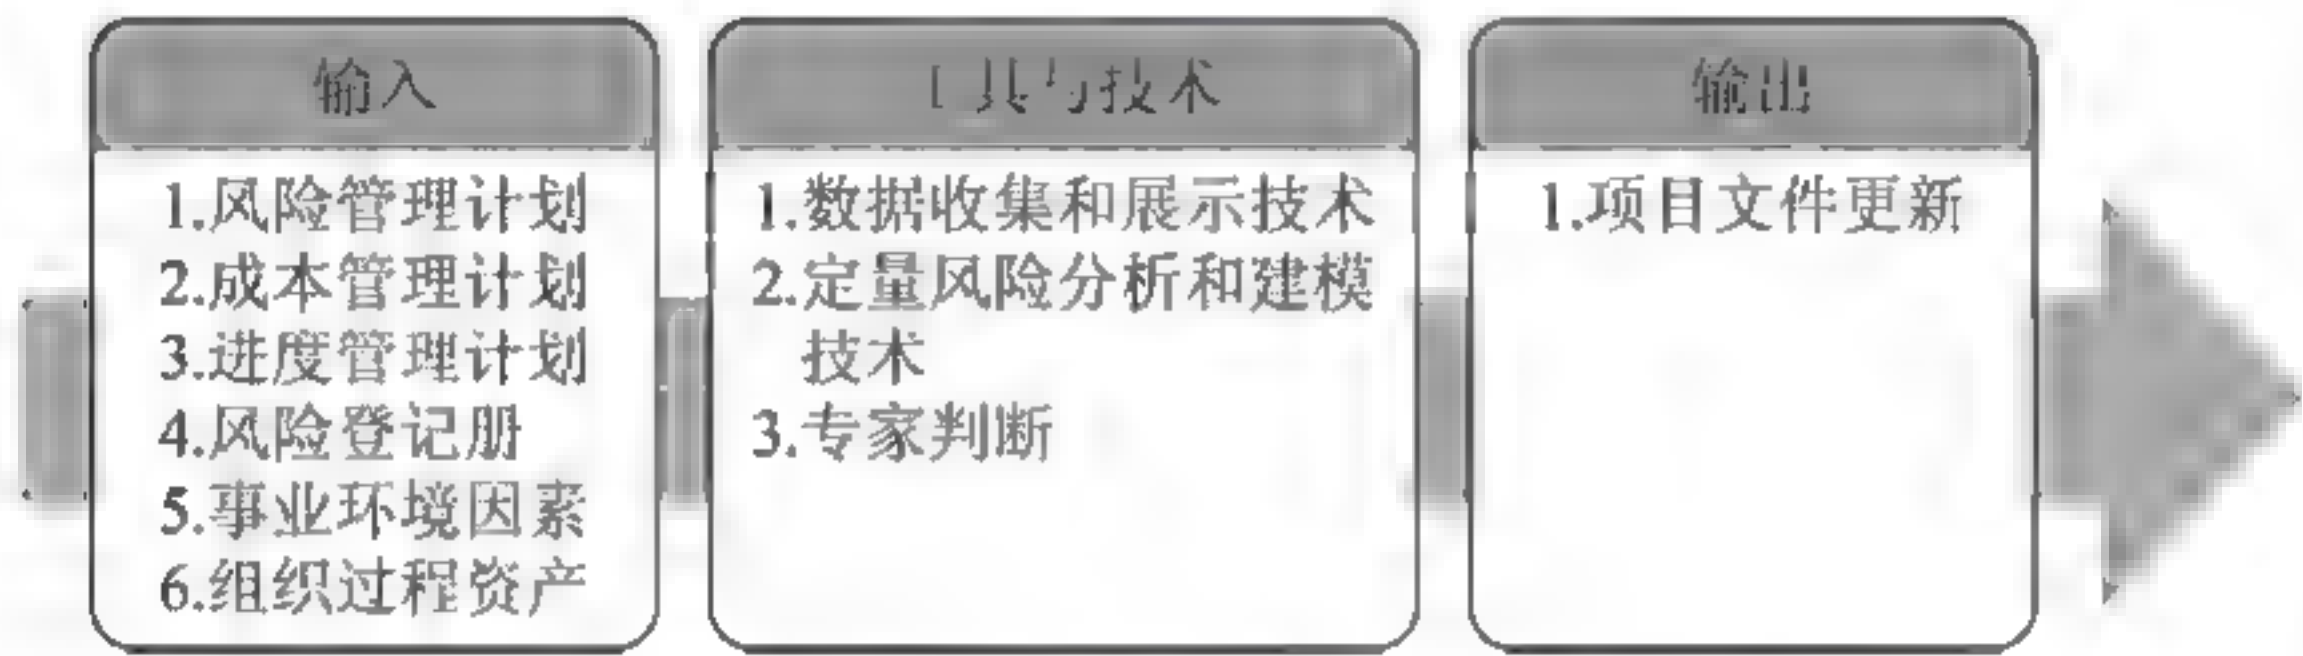 输入
1.风险管理计划
2.成本管理计划
3.进度管理计划
4.风险登记册
5.事业环境因素
6.组织过程资产
工具与技术
1.数据收集和展示技术
2.定量风险分析和建模
技术
3.专家判断
输出
1.项目文件更新